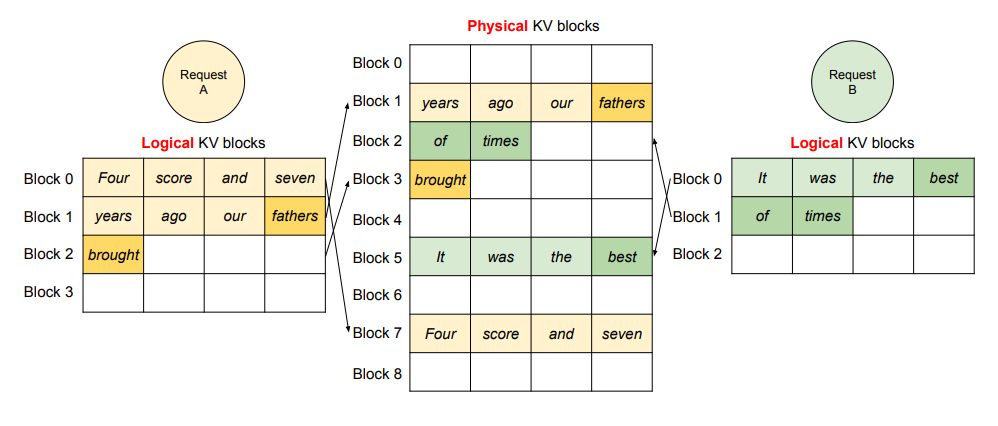 Physical KV blocks
Request
A
Request
B
Logical KV blocks
Block 0 Four score and seven
Block 1 years ago our fathers
Block 2 brought
Block 3
Block 0
Block 1 years ago our fathers
Block 2 of times
Block 3 brought
Block 4
Block 5 It was the best
Block 6
Block 7 Four score and seven
Block 8
Logical KV blocks
Block 0 It was the best
Block 1 of times
Block 2